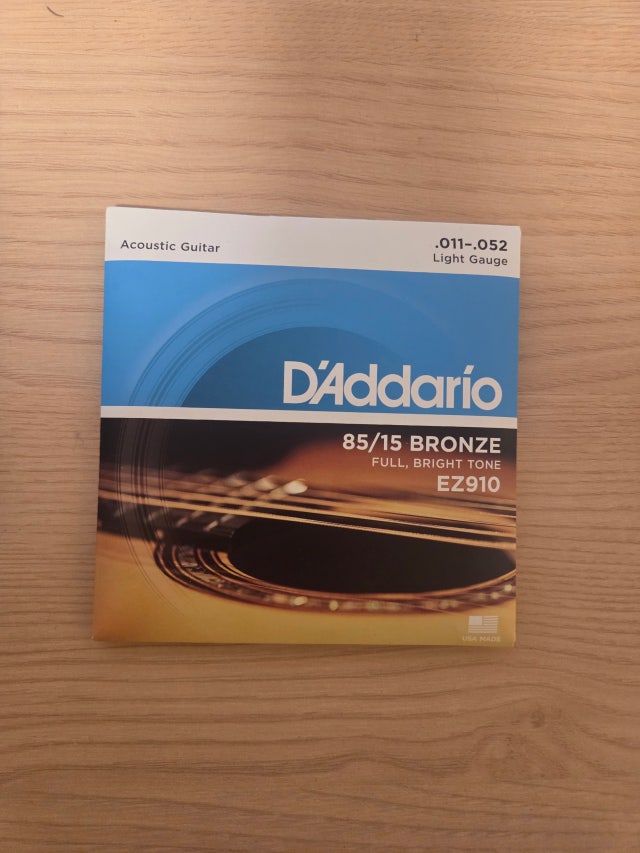 Acoustic Guitar
.011–.052
Light Gauge
D'Addario
85/15 BRONZE
FULL, BRIGHT TONE
EZ910
USA MADE